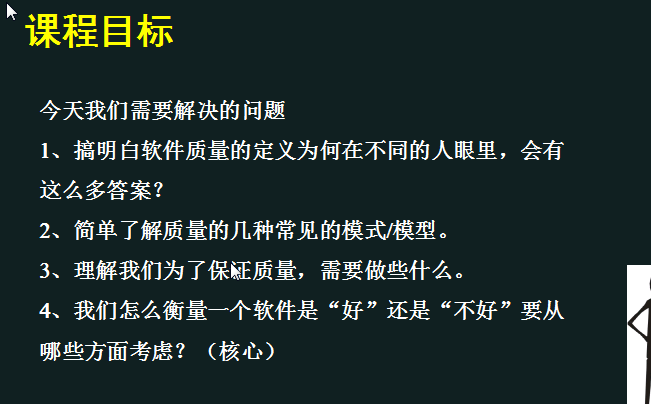 课程目标
今天我们需要解决的问题
1、搞明白软件质量的定义为何在不同的人眼里，会有
这么多答案？
2、简单了解质量的几种常见的模式/模型。
3、理解我们为了保证质量，需要做些什么。
4、我们怎么衡量一个软件是“好”还是“不好”要从
哪些方面考虑？（核心）